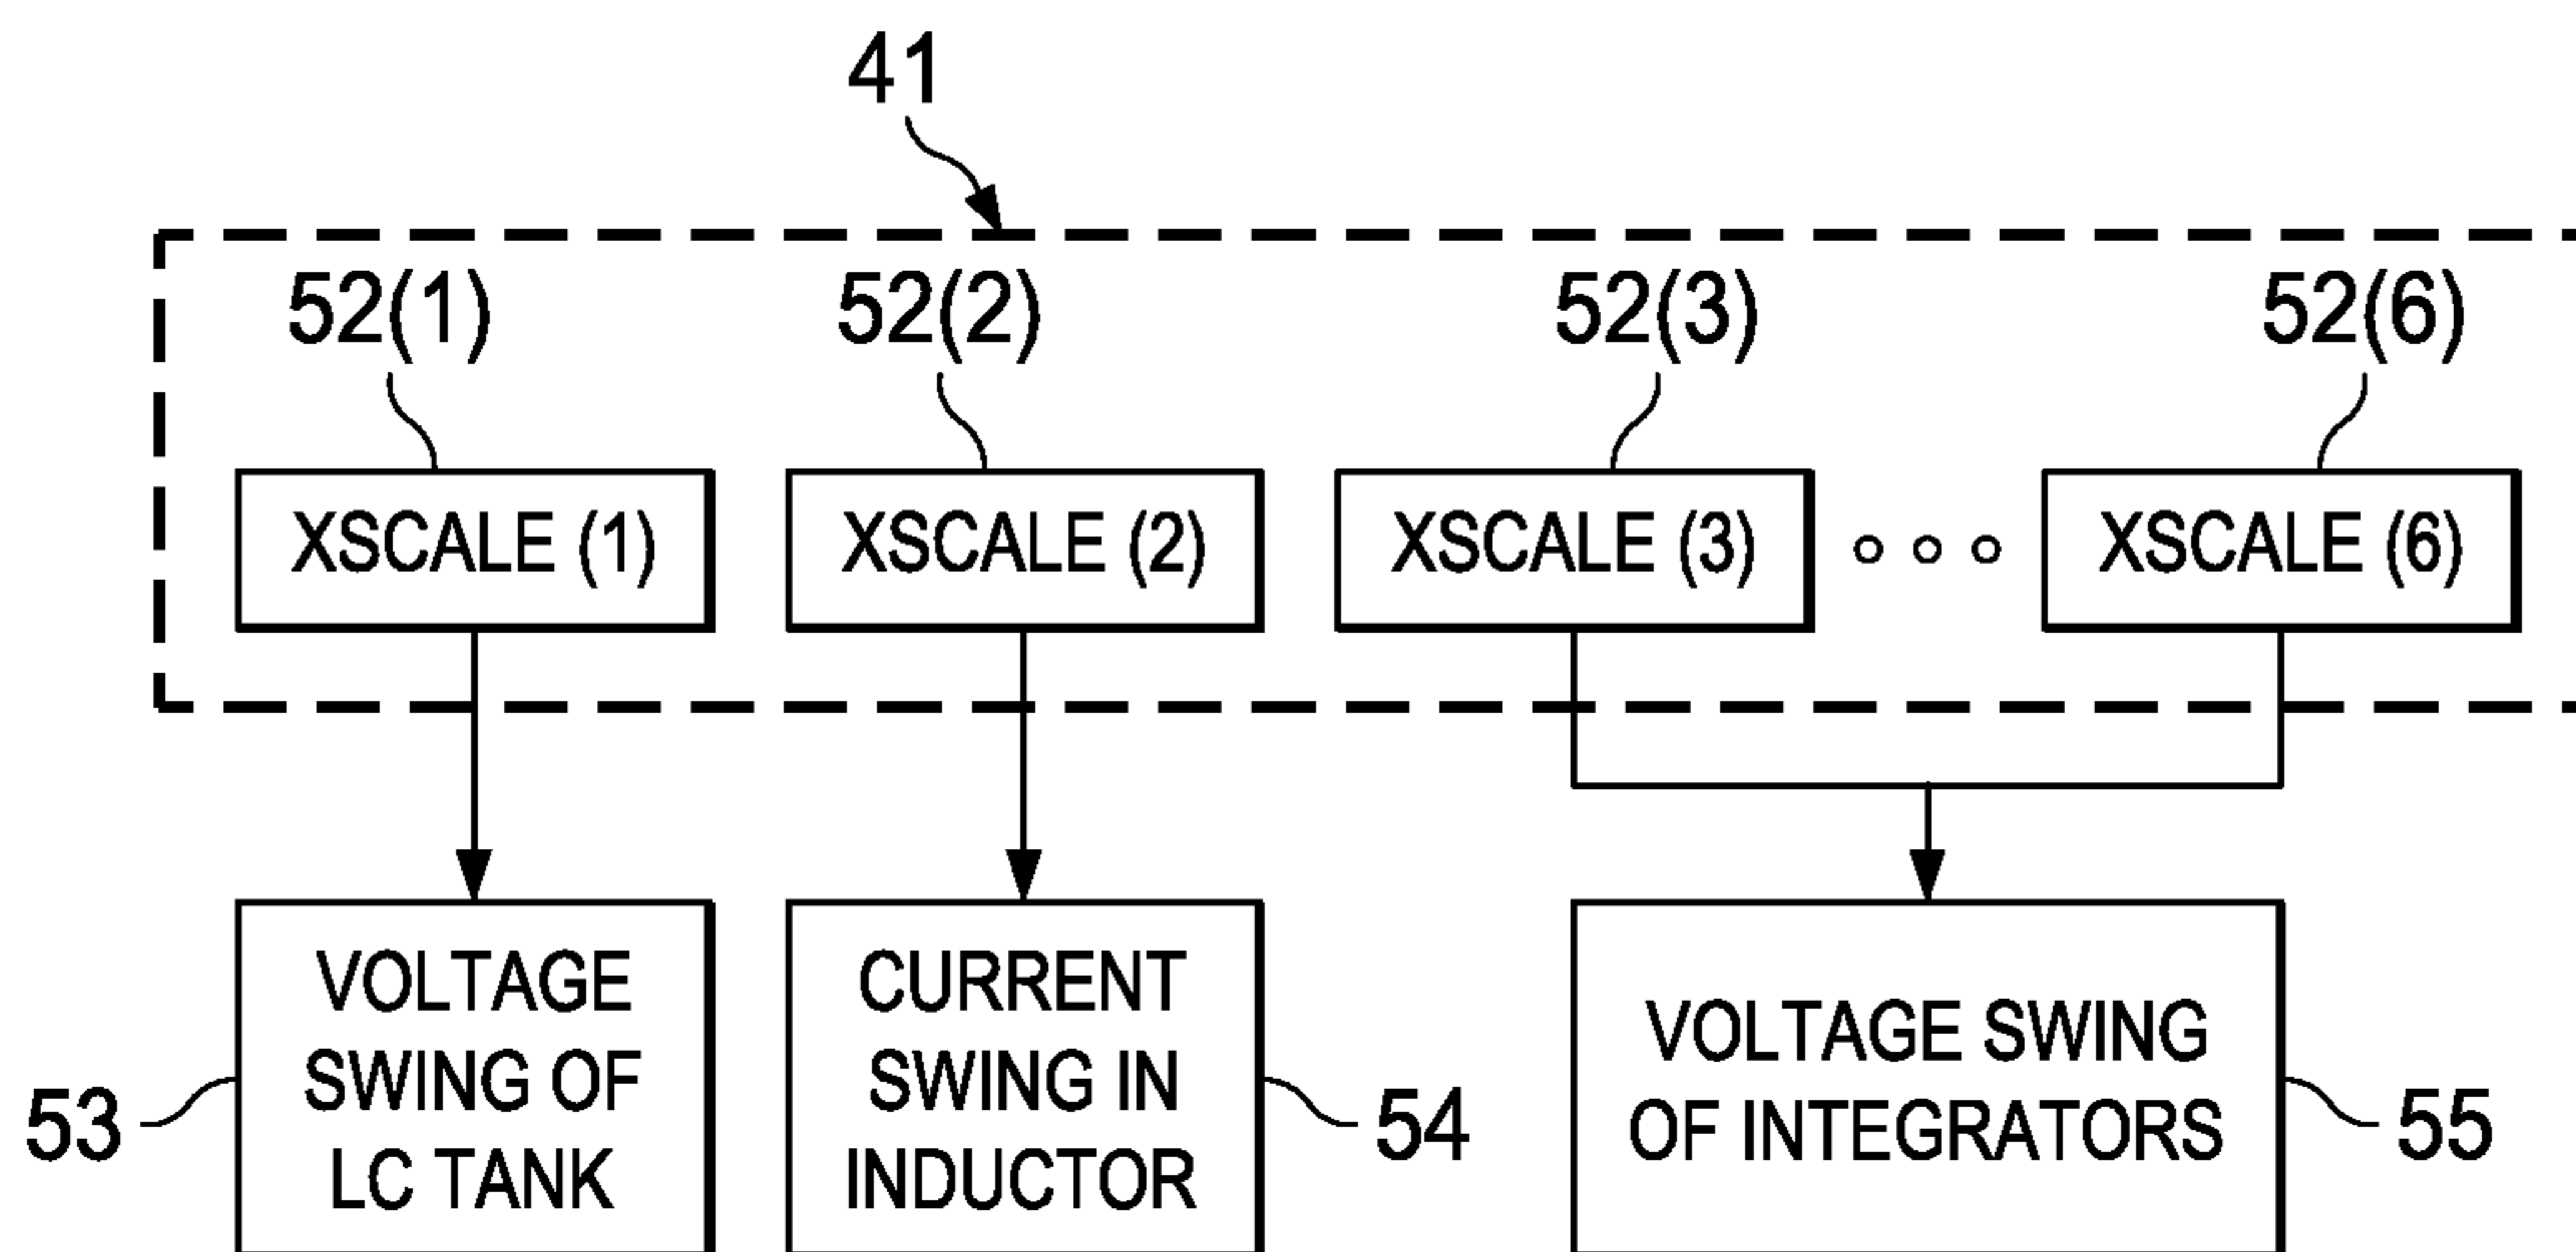 41
52(1) 52(2) 52(3) 52(6)
XSCALE (1) XSCALE (2) XSCALE (3) XSCALE (6)
VOLTAGE
SWING OF
LC TANK
53
CURRENT
SWING IN
INDUCTOR
54
VOLTAGE SWING
OF INTEGRATORS
55